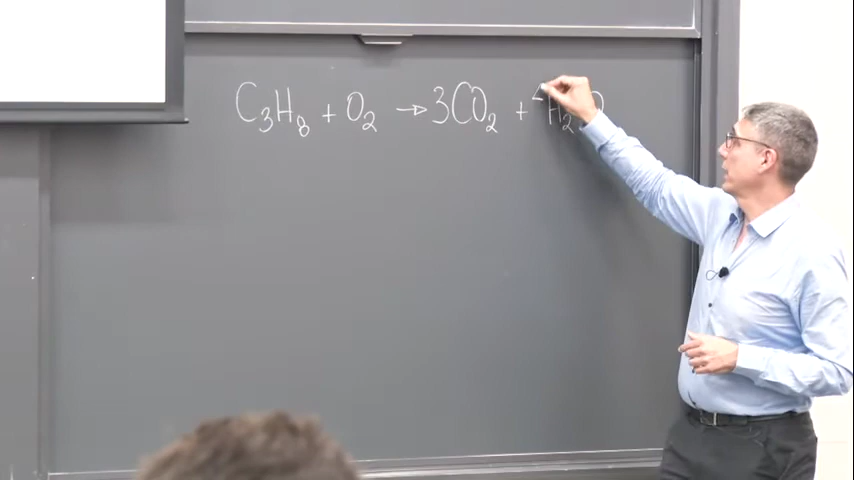 C₃H₈ + O₂ → 3CO₂ + H₂O